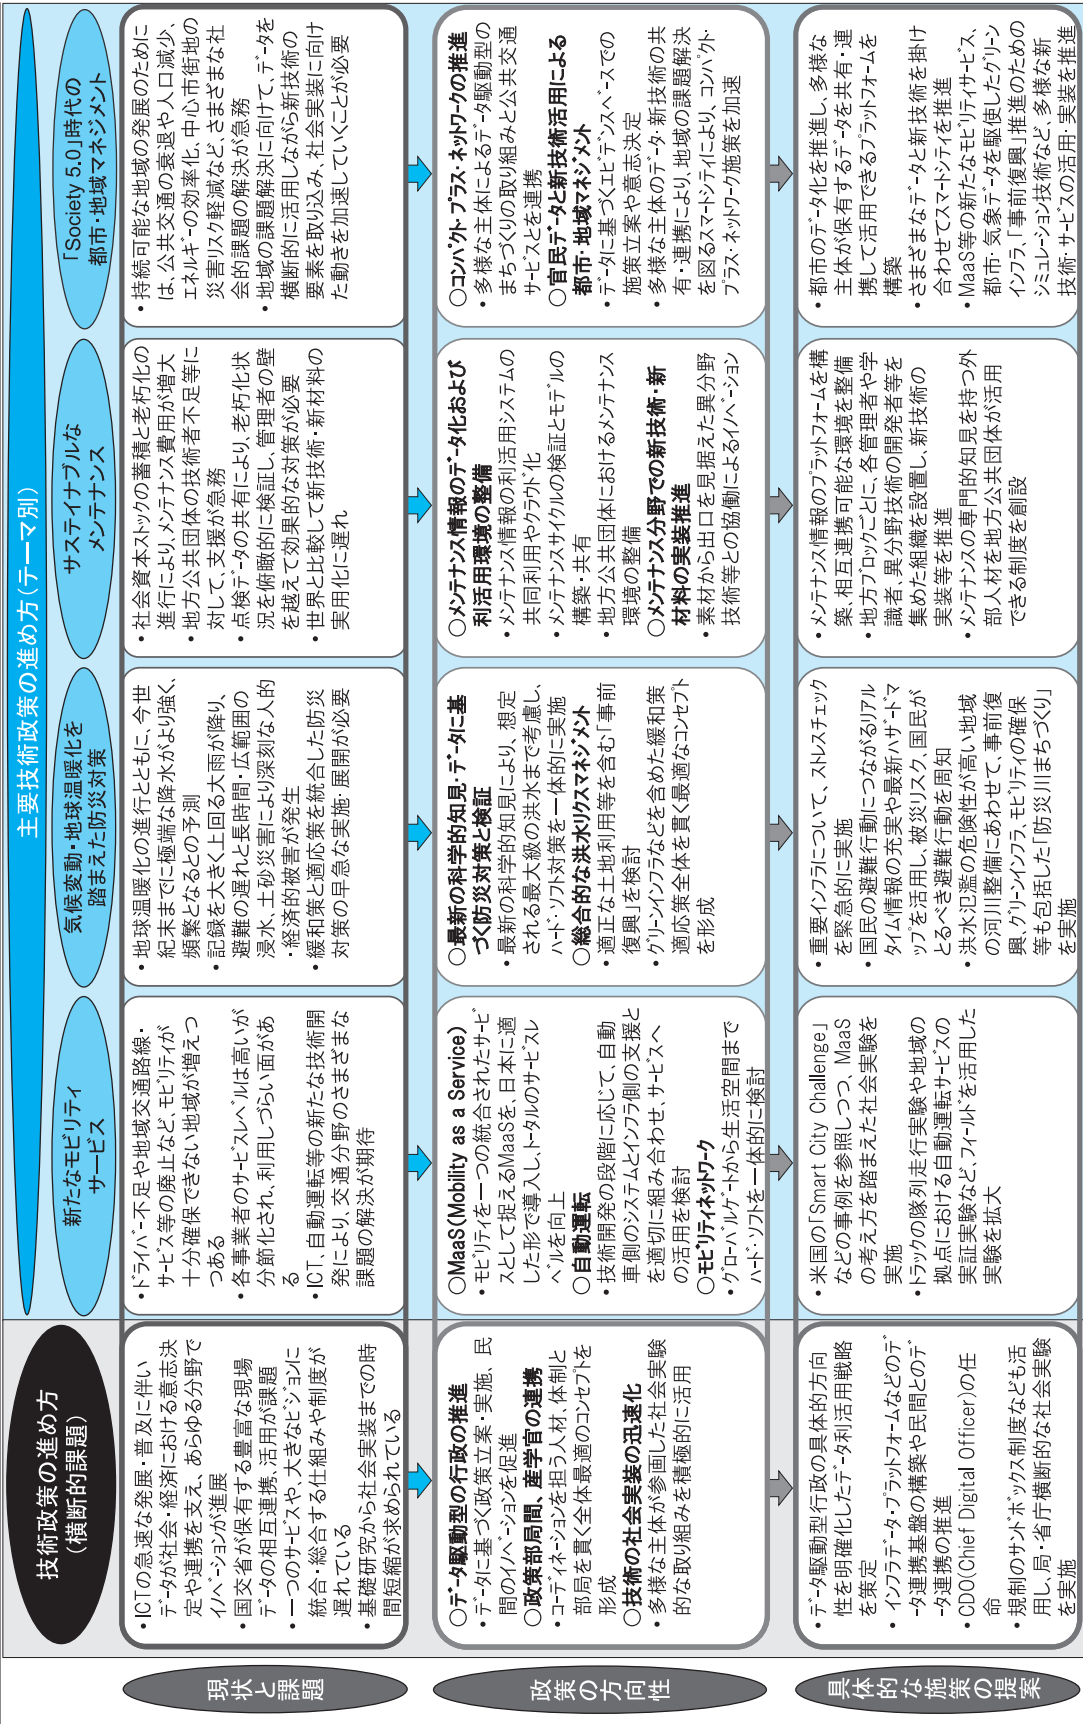 技術政策の進め方
（横断的課題）
主要技術政策の進め方（テーマ別）
新たなモビリティ
サービス
気候変動・地球温暖化を
踏まえた防災対策
サステイナブルな
メンテナンス
「Society 5.0」時代の
都市・地域マネジメント
現状と課題
・ICTの急速な発展・普及に伴い
データが社会・経済における意志決
定や連携を支え、あらゆる分野で
イノベーションが進展
・国交省が保有する豊富な現場
データの相互連携、活用が課題
・一つのサービスや、大きなビジョンに
統合・総合する仕組みや制度が
遅れている
・基礎研究から社会実装までの時
間短縮が求められている
・ドライバー不足や地域交通路線・
サービス等の廃止など、モビリティが
十分確保できない地域が増えつ
つある
・各事業者のサービスレベルは高いが
分節化され、利用しづらい面があ
る
・ICT、自動運転等の新たな技術開
発により、交通分野のさまざまな
課題の解決が期待
・地球温暖化の進行とともに、今世
紀末までに極端な降水がより強く、
頻繁となるとの予測
・記録を大きく上回る大雨が降り、
避難の遅れと長時間・広範囲の
浸水、土砂災害により深刻な人的
・経済的被害が発生
・緩和策と適応策を統合した防災
対策の早急な実施・展開が必要
・社会資本ストックの蓄積と老朽化の
進行により、メンテナンス費用が増大
・地方公共団体の技術者不足等に
対して、支援が急務
・点検データの共有により、老朽化状
況を俯瞰的に検証し、管理者の壁
を越えて効果的な対策が必要
・世界と比較して新技術・新材料の
実用化に遅れ
・持続可能な地域の発展のために
は、公共交通の衰退や人口減少、
エネルギーの効率化、中心市街地の
災害リスク軽減など、さまざまな社
会的課題の解決が急務
・地域の課題解決に向けて、データを
横断的に活用しながら新技術の
要素を取り込み、社会実装に向け
た動きを加速していくことが必要
政策の方向性
○データ駆動型の行政の推進
・データに基づく政策立案・実施、民
間のイノベーションを促進
○政策部局間、産学官の連携
・コーディネーションを担う人材、体制と
部局を貫く全体最適のコンセプトを
形成
○技術の社会実装の迅速化
・多様な主体が参画した社会実験
的な取り組みを積極的に活用
○MaaS（Mobility as a Service）
・モビリティを一つの統合されたサービ
スとして捉えるMaaSを、日本に適
した形で導入し、トータルのサービスレ
ベルを向上
○自動運転
・技術開発の段階に応じて、自動
車側のシステムとインフラ側の支援と
を適切に組み合わせ、サービスへ
の活用を検討
○モビリティネットワーク
・グローバルゲートから生活空間まで
ハード・ソフトを一体的に検討
○最新の科学的知見・データに基
づく防災対策と検証
・最新の科学的知見により、想定
される最大級の洪水まで考慮し、
ハード・ソフト対策を一体的に実施
○総合的な洪水リスクマネジメント
・適正な土地利用等を含む「事前
復興」を検討
・グリーンインフラなどを含めた緩和策
適応策全体を貫く最適なコンセプト
を形成
○メンテナンス情報のデータ化および
利活用環境の整備
・メンテナンス情報の利活用システムの
共同利用やクラウド化
・メンテナンスサイクルの検証とモデルの
構築・共有
・地方公共団体におけるメンテナンス
環境の整備
○メンテナンス分野での新技術・新
材料の実装推進
・素材から出口を見据えた異分野
技術等との協働によるイノベーション
○コンパクト・プラス・ネットワークの推進
・多様な主体によるデータ駆動型の
まちづくりの取り組みと公共交通
サービスとを連携
○官民データと新技術活用による
都市・地域マネジメント
・データに基づくエビデンスベースでの
施策立案や意志決定
・多様な主体のデータ・新技術の共
有・連携により、地域の課題解決
を図るスマートシティにより、コンパクト・
プラス・ネットワーク施策を加速
具体的な施策の提案
・データ駆動型行政の具体的方向
性を明確化したデータ利活用戦略
を策定
・インフラデータ・プラットフォームなどのデ
ータ連携基盤の構築や民間とのデ
ータ連携の推進
・CDO(Chief Digital Officer)の任
命
・規制のサンドボックス制度なども活
用し、局・省庁横断的な社会実験
を実施
・米国の「Smart City Challenge」
などの事例を参照しつつ、MaaS
の考え方を踏まえた社会実験を
実施
・トラックの隊列走行実験や地域の
拠点における自動運転サービスの
実証実験など、フィールドを活用した
実験を拡大
・重要インフラについて、ストレスチェック
を緊急的に実施
・国民の避難行動につながるリアル
タイム情報の充実や最新ハザードマ
ップを活用し、被災リスク、国民が
とるべき避難行動を周知
・洪水氾濫の危険性が高い地域
の河川整備にあわせて、事前復
興、グリーンインフラ、モビリティの確保
等も包括した「防災川まちづくり」
を実施
・メンテナンス情報のプラットフォームを構
築、相互連携可能な環境を整備
・地方ブロックごとに、各管理者や学
識者、異分野技術の開発者等を
集めた組織を設置し、新技術の
実装等を推進
・メンテナンスの専門的知見を持つ外
部人材を地方公共団体が活用
できる制度を創設
・都市のデータ化を推進し、多様な
主体が保有するデータを共有・連
携して活用できるプラットフォームを
構築
・さまざまなデータと新技術を掛け
合わせてスマートシティを推進
・MaaS等の新たなモビリティサービス、
都市・気象データを駆使したグリーン
インフラ、「事前復興」推進のための
シミュレーション技術など、多様な新
技術・サービスの活用・実装を推進